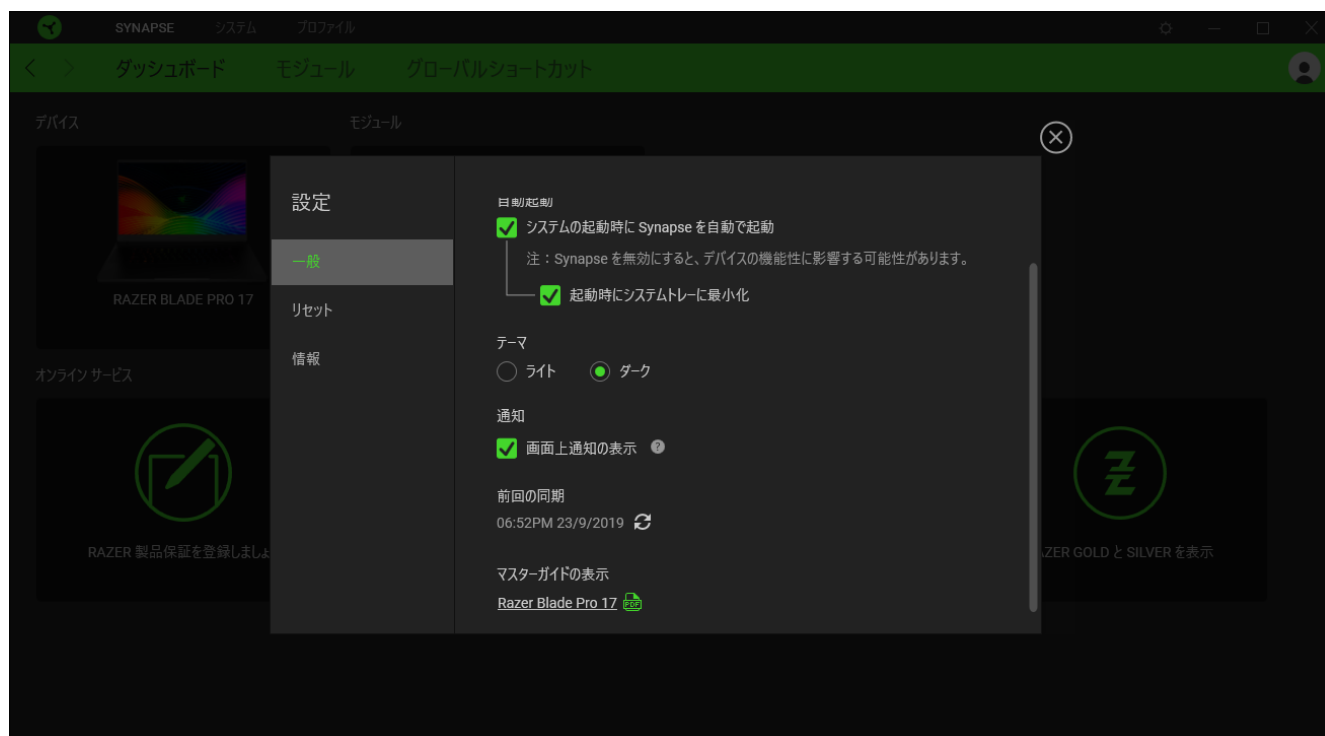 SYNAPSE システム プロファイル
ダッシュボード モジュール グローバルショートカット
デバイス モジュール
RAZER BLADE PRO 17
オンライン サービス
RAZER 製品保証を登録しまし
ZER GOLD と SILVER を表示
設定
一般
リセット
情報
自動起動
システムの起動時に Synapse を自動で起動
注：Synapse を無効にすると、デバイスの機能性に影響する可能性があります。
起動時にシステムトレーに最小化
テーマ
ライト ダーク
通知
画面上通知の表示 ?
前回の同期
06:52PM 23/9/2019
マスターガイドの表示
Razer Blade Pro 17 PDF